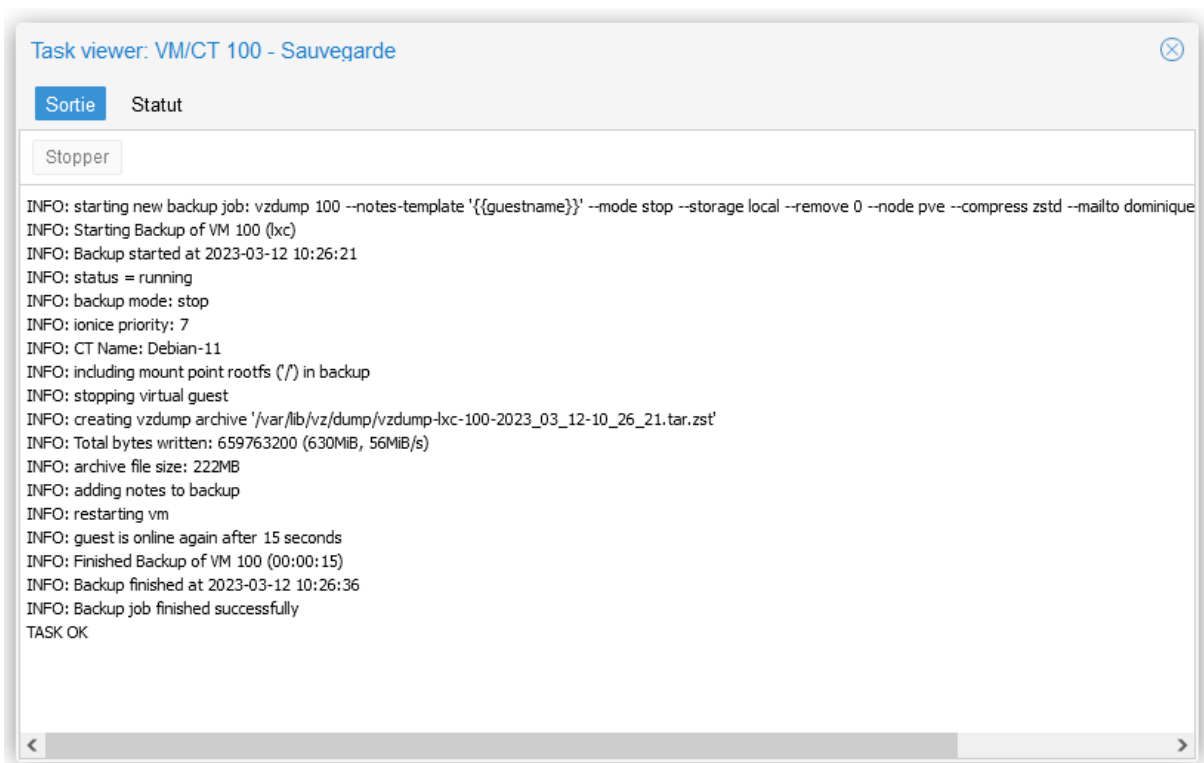 Task viewer: VM/CT 100 - Sauvegarde
Sortie Statut
Stopper
INFO: starting new backup job: vzdump 100 --notes-template '{{guestname}}' --mode stop --storage local --remove 0 --node pve --compress zstd --mailto dominique
INFO: Starting Backup of VM 100 (lxc)
INFO: Backup started at 2023-03-12 10:26:21
INFO: status = running
INFO: backup mode: stop
INFO: ionice priority: 7
INFO: CT Name: Debian-11
INFO: including mount point rootfs ('/') in backup
INFO: stopping virtual guest
INFO: creating vzdump archive '/var/lib/vz/dump/vzdump-lxc-100-2023_03_12-10_26_21.tar.zst'
INFO: Total bytes written: 659763200 (630MiB, 56MiB/s)
INFO: archive file size: 222MB
INFO: adding notes to backup
INFO: restarting vm
INFO: guest is online again after 15 seconds
INFO: Finished Backup of VM 100 (00:00:15)
INFO: Backup finished at 2023-03-12 10:26:36
INFO: Backup job finished successfully
TASK OK